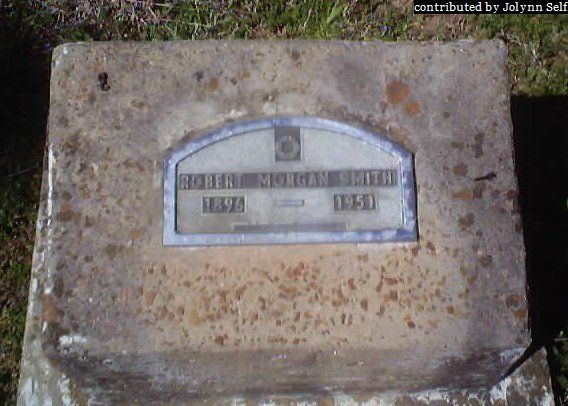 contributed by Jolynn Self
ROBERT MORGAN SMITH
1896 — 1951